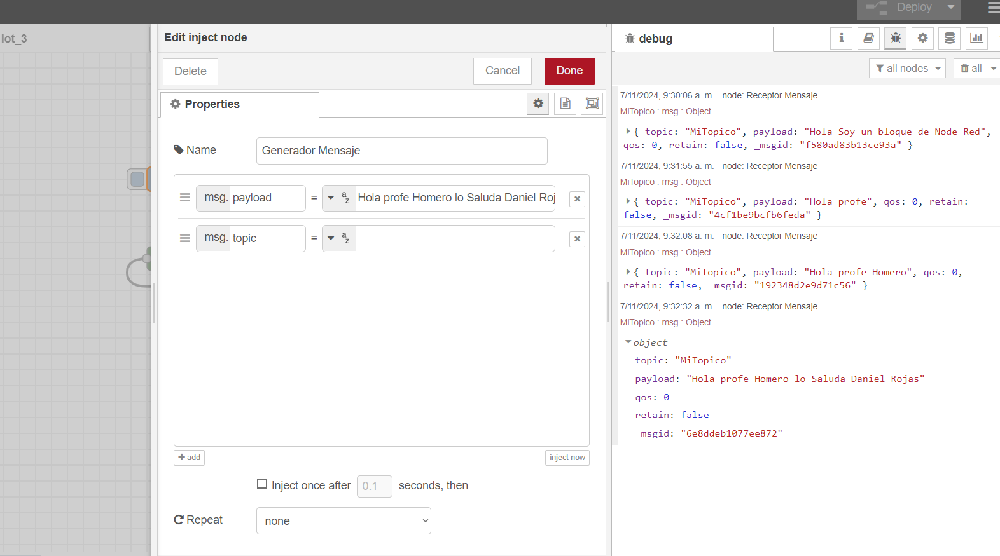 Deploy
lot_3
Edit inject node
Delete
Cancel
Done
Properties
Name
Generador Mensaje
msg. payload = a z Hola profe Homero lo Saluda Daniel Roj
msg. topic = a z
add
inject now
Inject once after 0.1 seconds, then
Repeat
none
debug
i
all nodes
all
7/11/2024, 9:30:06 a. m. node: Receptor Mensaje
MiTopico : msg : Object
{ topic: "MiTopico", payload: "Hola Soy un bloque de Node Red",
qos: 0, retain: false, _msgid: "f580ad83b13ce93a" }
7/11/2024, 9:31:55 a. m. node: Receptor Mensaje
MiTopico : msg : Object
{ topic: "MiTopico", payload: "Hola profe", qos: 0, retain:
false, _msgid: "4cf1be9bcfb6feda" }
7/11/2024, 9:32:08 a. m. node: Receptor Mensaje
MiTopico : msg : Object
{ topic: "MiTopico", payload: "Hola profe Homero", qos: 0,
retain: false, _msgid: "192348d2e9d71c56" }
7/11/2024, 9:32:32 a. m. node: Receptor Mensaje
MiTopico : msg : Object
object
topic: "MiTopico"
payload: "Hola profe Homero lo Saluda Daniel Rojas"
qos: 0
retain: false
_msgid: "6e8ddeb1077ee872"